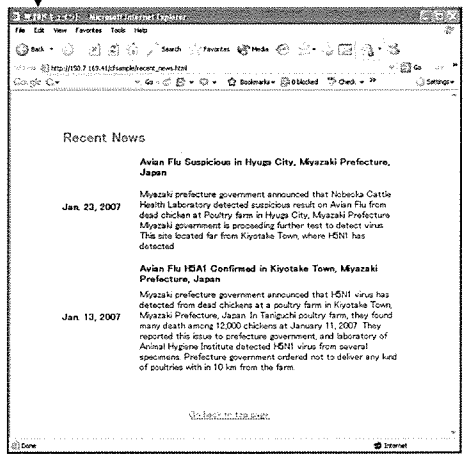 Microsoft Internet Explorer
File Edit View Favorites Tools Help
Back Search Favorites Media
http://150.7.169.41/cfsample/recent_news.html Go
Google Go Bookmarks 0 blocked Check Settings
Recent News
Avian Flu Suspicious in Hyuga City, Miyazaki Prefecture,
Japan
Miyazaki prefecture government announced that Nobeoka Cattle
Health Laboratory detected suspicious result on Avian Flu from
Jan. 23, 2007
dead chicken at Poultry farm in Hyuga City, Miyazaki Prefecture.
Miyazaki government is proceeding further test to detect virus.
This site located far from Kiyotake Town, where H5N1 has
detected.
Avian Flu H5A1 Confirmed in Kiyotake Town, Miyazaki
Prefecture, Japan
Miyazaki prefecture government announced that H5N1 virus has
detected from dead chickens at a poultry farm in Kiyotake Town,
Miyazaki Prefecture, Japan. In Taniguchi poultry farm, they found
Jan. 13, 2007
many death among 12,000 chickens at January 11, 2007. They
reported this issue to prefecture government, and laboratory of
Animal Hygiene Institute detected H5N1 virus from several
specimens. Prefecture government ordered not to deliver any kind
of poultries with in 10 km from the farm.
Go back to top page
Done Internet